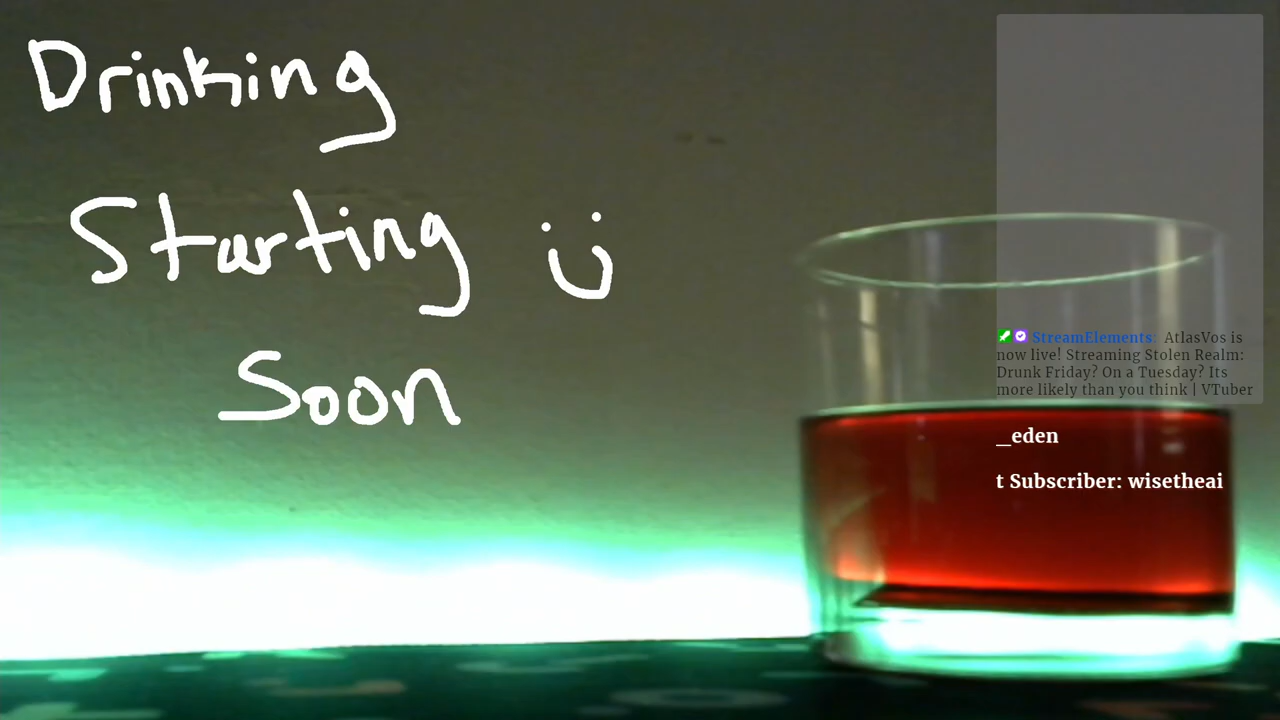 Drinking
Starting
Soon
StreamElements: AtlasVos is
now live! Streaming Stolen Realm:
Drunk Friday? On a Tuesday? Its
more likely than you think | VTuber
_eden
t Subscriber: wisetheai